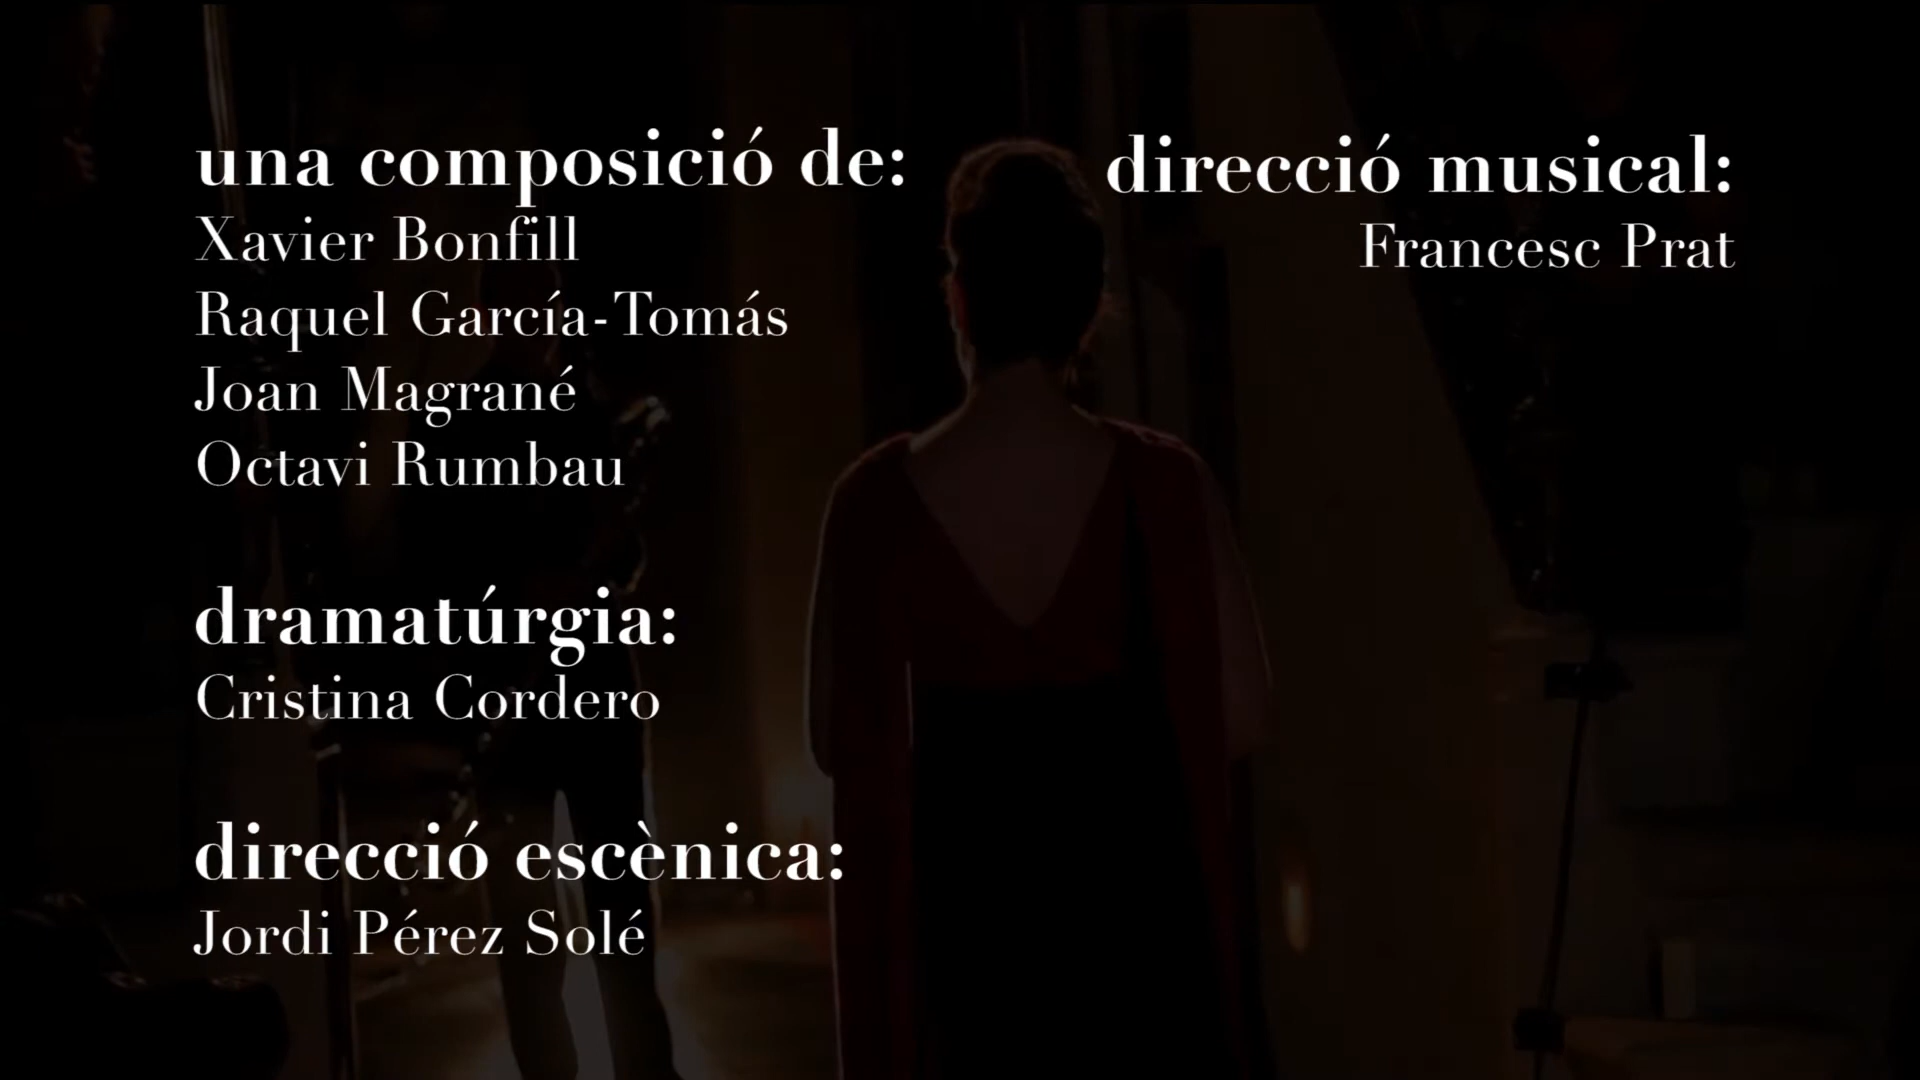 una composició de:
Xavier Bonfill
Raquel García-Tomás
Joan Magrané
Octavi Rumbau
dramatúrgia:
Cristina Cordero
direcció escènica:
Jordi Pérez Solé
direcció musical:
Francesc Prat